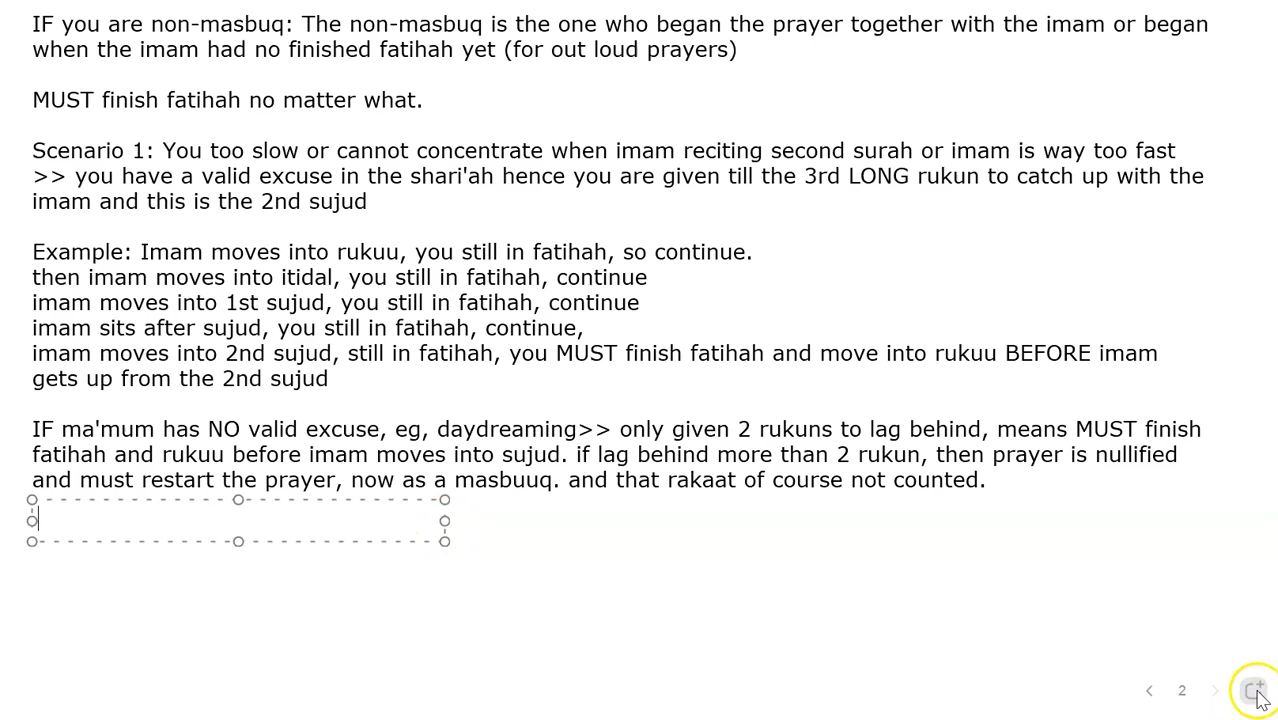 IF you are non-masbuq: The non-masbuq is the one who began the prayer together with the imam or began
when the imam had no finished fatihah yet (for out loud prayers)
MUST finish fatihah no matter what.
Scenario 1: You too slow or cannot concentrate when imam reciting second surah or imam is way too fast
>> you have a valid excuse in the shari'ah hence you are given till the 3rd LONG rukun to catch up with the
imam and this is the 2nd sujud
Example: Imam moves into rukuu, you still in fatihah, so continue.
then imam moves into itidal, you still in fatihah, continue
imam moves into 1st sujud, you still in fatihah, continue
imam sits after sujud, you still in fatihah, continue,
imam moves into 2nd sujud, still in fatihah, you MUST finish fatihah and move into rukuu BEFORE imam
gets up from the 2nd sujud
IF ma'mum has NO valid excuse, eg, daydreaming>> only given 2 rukuns to lag behind, means MUST finish
fatihah and rukuu before imam moves into sujud. if lag behind more than 2 rukun, then prayer is nullified
and must restart the prayer, now as a masbuuq. and that rakaat of course not counted.
2